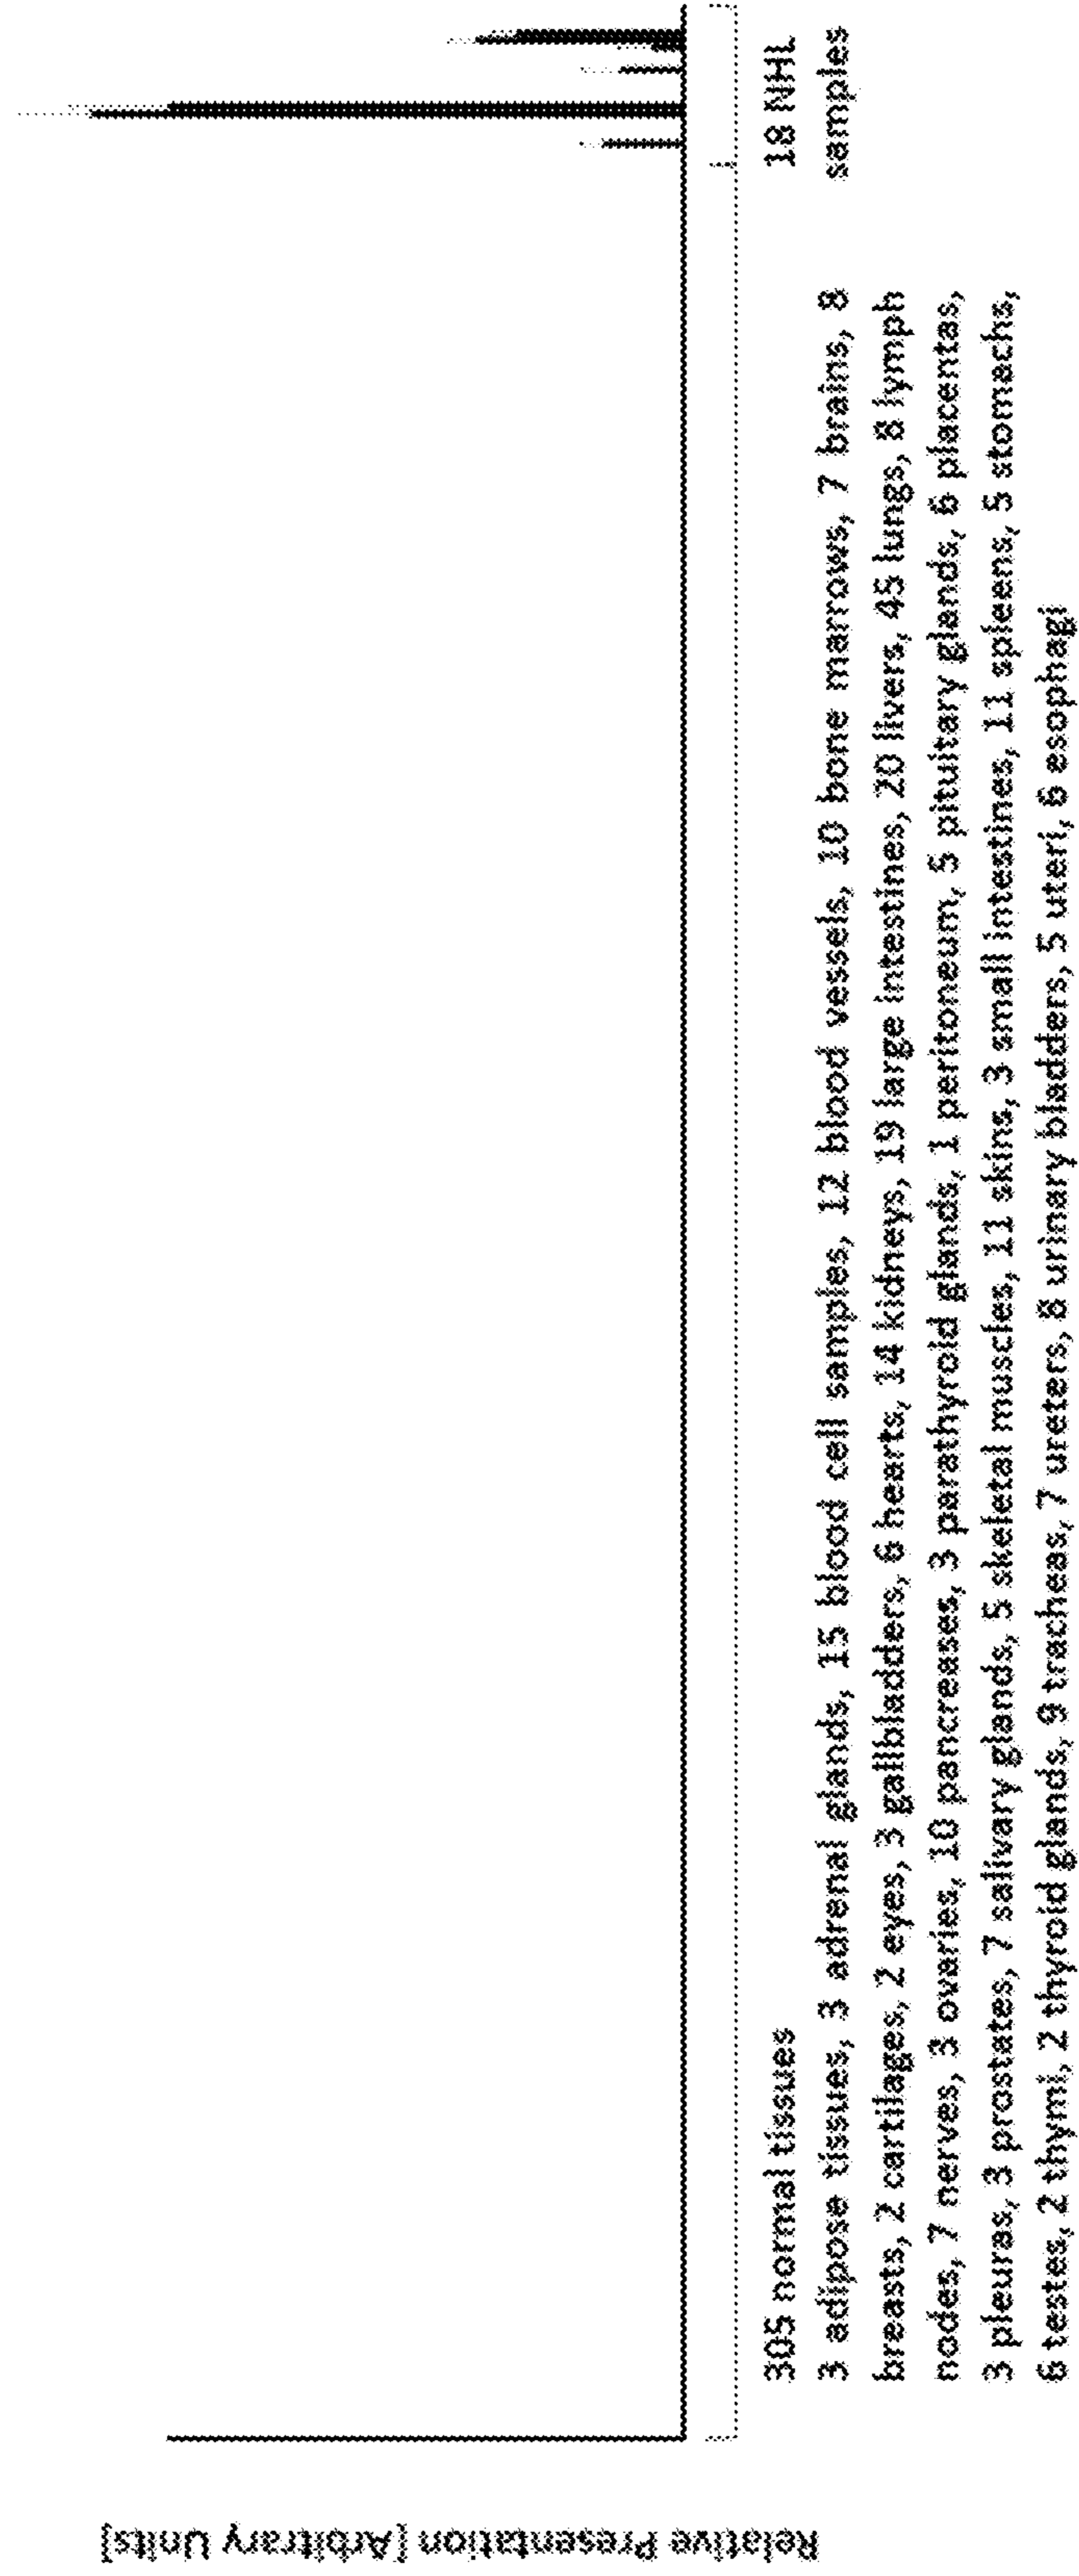 Relative Presentation [Arbitrary Units]
305 normal tissues
3 adipose tissues, 3 adrenal glands, 15 blood cell samples, 12 blood vessels, 10 bone marrows, 7 brains, 8
breasts, 2 cartilages, 2 eyes, 3 gallbladders, 6 hearts, 14 kidneys, 19 large intestines, 20 livers, 45 lungs, 8 lymph
nodes, 7 nerves, 3 ovaries, 10 pancreases, 3 parathyroid glands, 1 peritoneum, 5 pituitary glands, 6 placentas,
3 pleuras, 3 prostates, 7 salivary glands, 5 skeletal muscles, 11 skins, 3 small intestines, 11 spleens, 5 stomachs,
6 testes, 2 thymi, 2 thyroid glands, 9 tracheas, 7 ureters, 8 urinary bladders, 5 uteri, 6 esophagi
18 NHL
samples